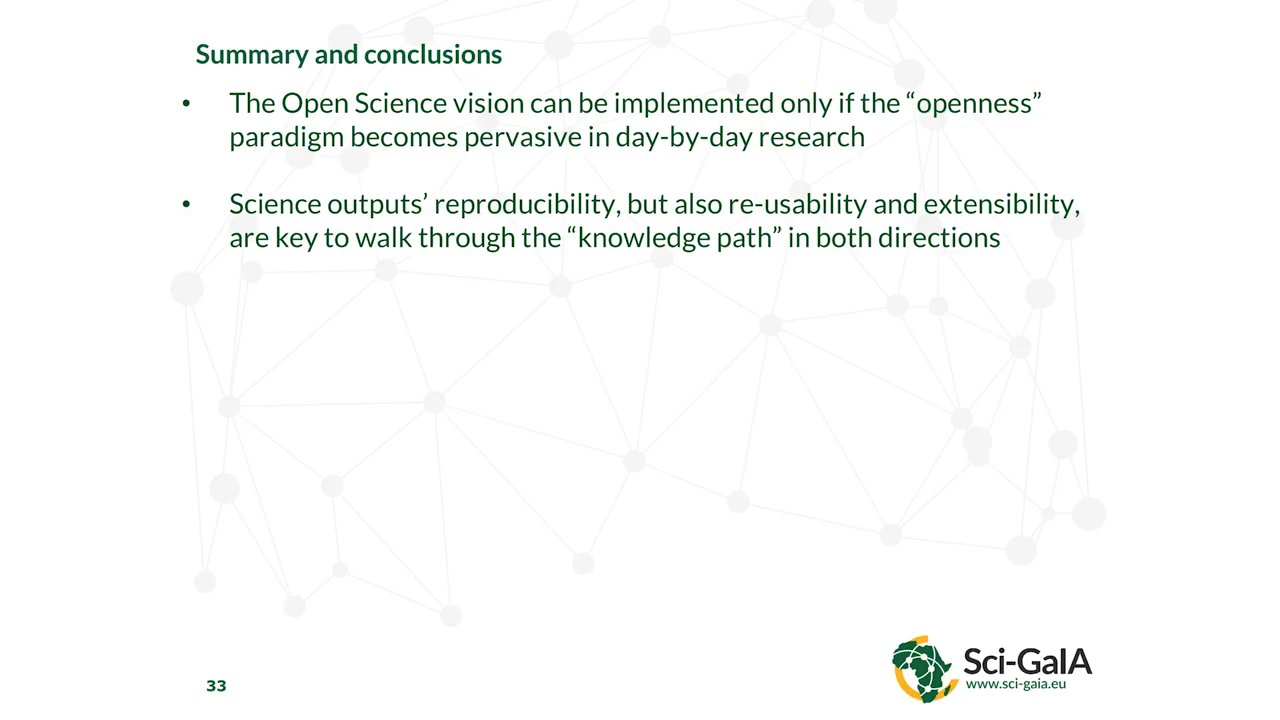 Summary and conclusions
• The Open Science vision can be implemented only if the “openness”
paradigm becomes pervasive in day-by-day research
• Science outputs’ reproducibility, but also re-usability and extensibility,
are key to walk through the “knowledge path” in both directions
33
Sci-GaIA
www.sci-gaia.eu